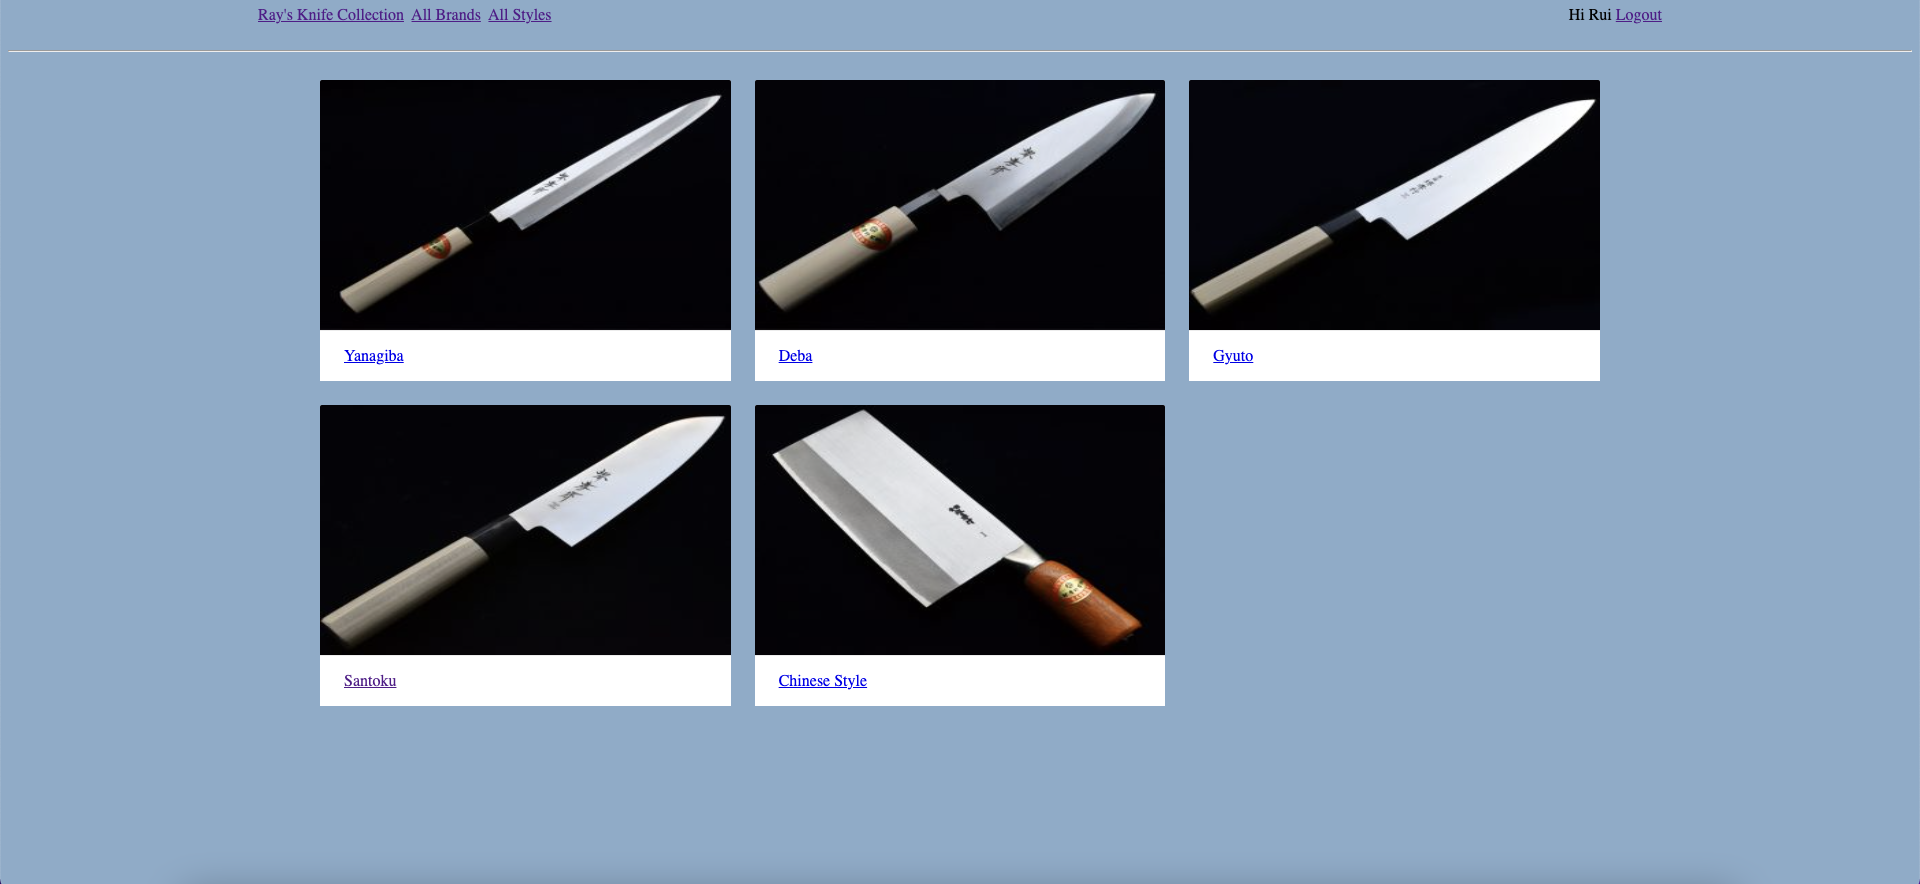 Ray's Knife Collection All Brands All Styles
Hi Rui Logout
Yanagiba
Deba
Gyuto
Santoku
Chinese Style